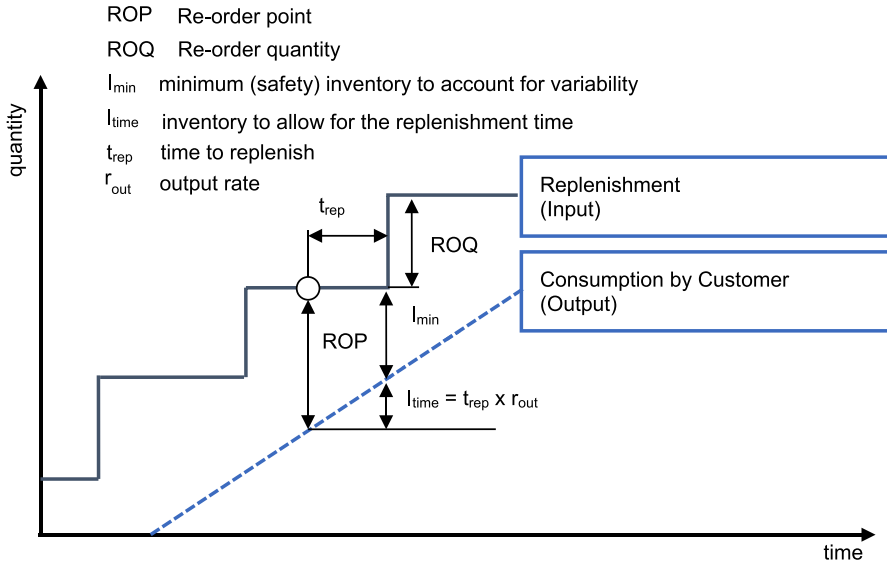 ROP Re-order point
ROQ Re-order quantity
Imin minimum (safety) inventory to account for variability
Itime inventory to allow for the replenishment time
trep time to replenish
rout output rate
quantity
trep
ROQ
Replenishment
(Input)
Consumption by Customer
(Output)
Imin
ROP
Itime = trep x rout
time